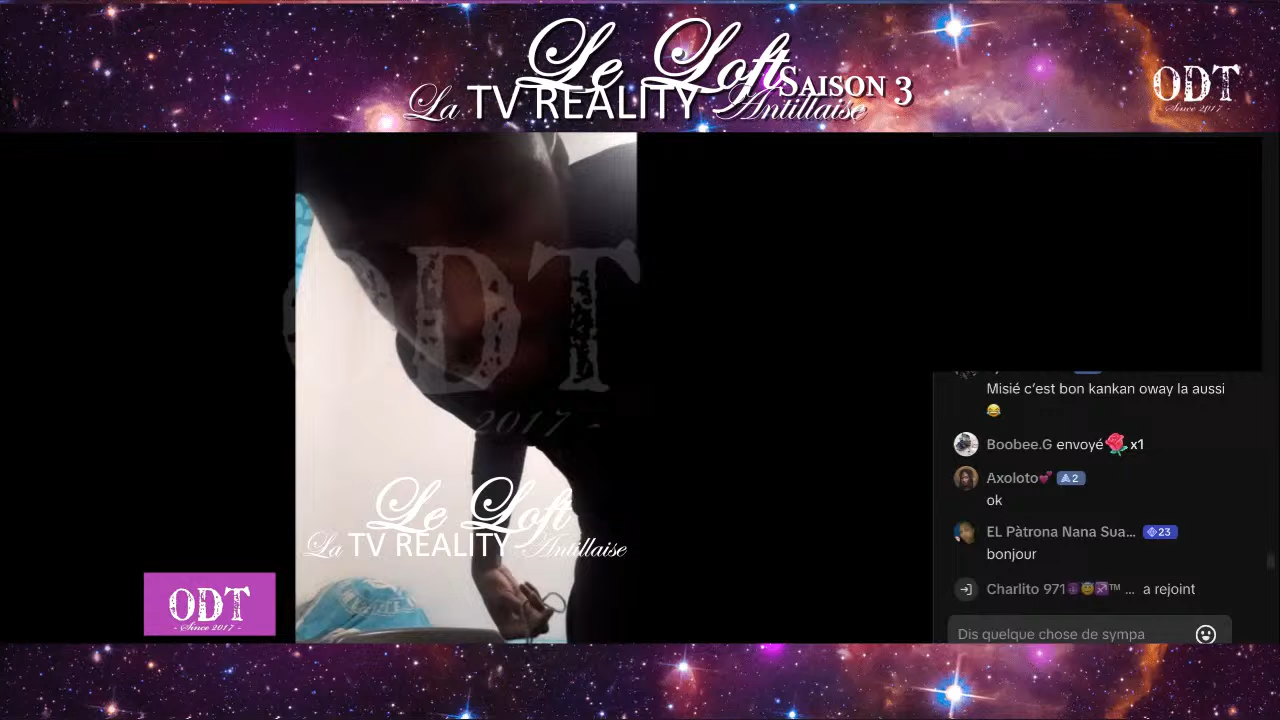 Le Loft
Saison 3
La TV REALITY Antillaise
ODT
Since 2017
ODT
2017 -
Misié c'est bon kankan oway la aussi
😂
Boobee.G envoyé🌹x1
Axoloto💕 2
ok
EL Pàtrona Nana Sua... 23
bonjour
Charlito 971 ™ ... a rejoint
Dis quelque chose de sympa
Le Loft
La TV REALITY Antillaise
ODT
- Since 2017 -